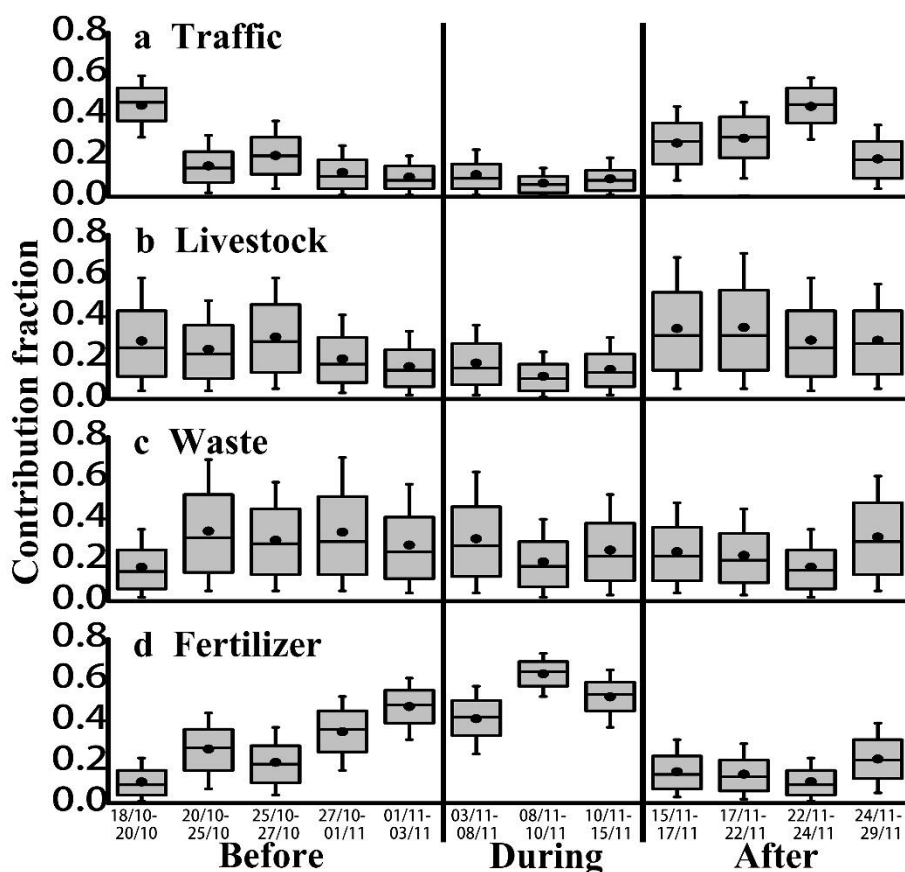 Contribution fraction
a Traffic
0.8
0.6
0.4
0.2
0.0
b Livestock
0.8
0.6
0.4
0.2
0.0
c Waste
0.8
0.6
0.4
0.2
0.0
d Fertilizer
0.8
0.6
0.4
0.2
0.0
18/10- 20/10- 25/10- 27/10- 01/11- 03/11- 08/11- 10/11- 15/11- 17/11- 22/11- 24/11-
20/10 25/10 27/10 01/11 03/11 08/11 10/11 15/11 17/11 22/11 24/11 29/11
Before During After